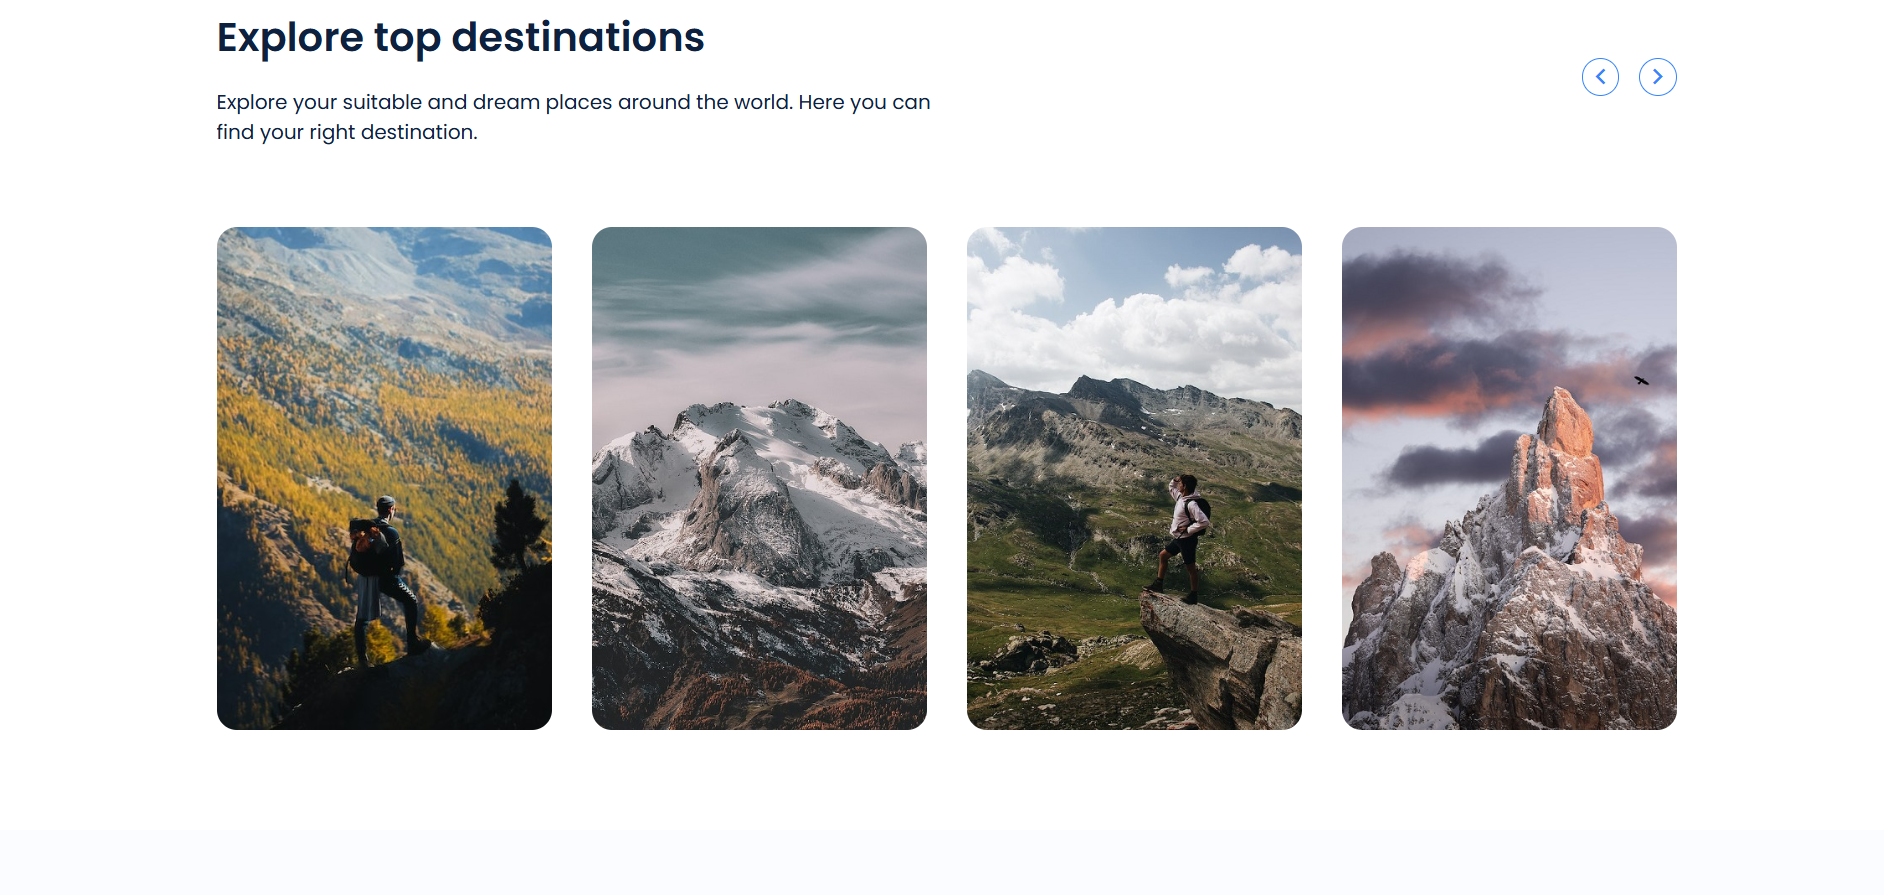 Explore top destinations
Explore your suitable and dream places around the world. Here you can
find your right destination.